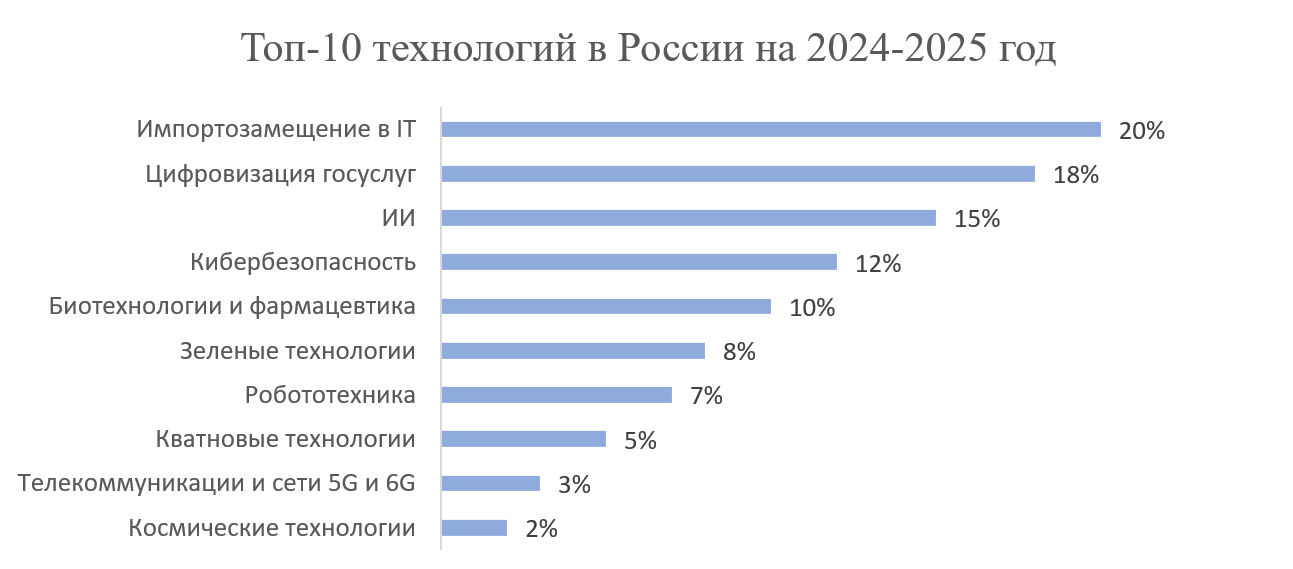 Топ-10 технологий в России на 2024-2025 год
Импортозамещение в IT 20%
Цифровизация госуслуг 18%
ИИ 15%
Кибербезопасность 12%
Биотехнологии и фармацевтика 10%
Зеленые технологии 8%
Робототехника 7%
Кватновые технологии 5%
Телекоммуникации и сети 5G и 6G 3%
Космические технологии 2%